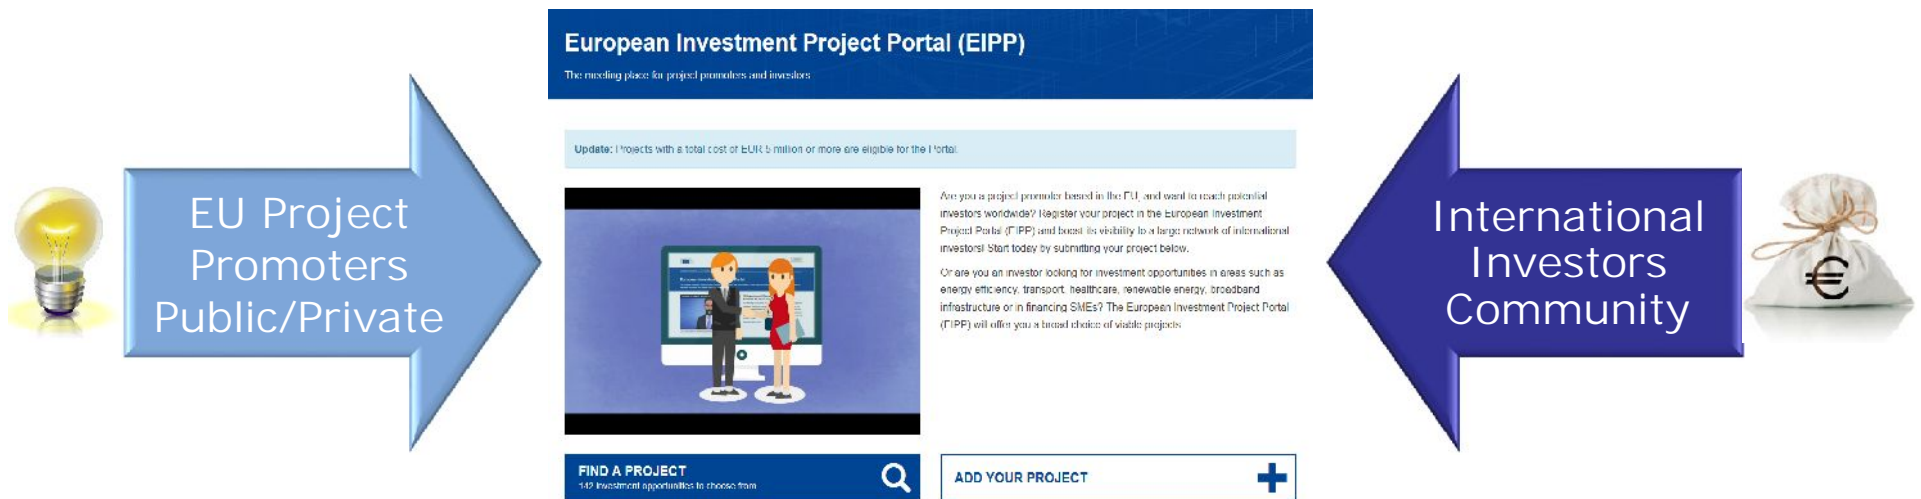 EU Project
Promoters
Public/Private
European Investment Project Portal (EIPP)
The meeting place for project promoters and investors
Update: Projects with a total cost of EUR 5 million or more are eligible for the Portal.
Are you a project promoter based in the EU, and want to reach potential
investors worldwide? Register your project in the European Investment
Project Portal (EIPP) and boost its visibility to a large network of international
investors! Start today by submitting your project below.
Or are you an investor looking for investment opportunities in areas such as
energy efficiency, transport, healthcare, renewable energy, broadband
infrastructure or in financing SMEs? The European Investment Project Portal
(EIPP) will offer you a broad choice of viable projects
FIND A PROJECT
142 investment opportunities to choose from
ADD YOUR PROJECT
International
Investors
Community
€